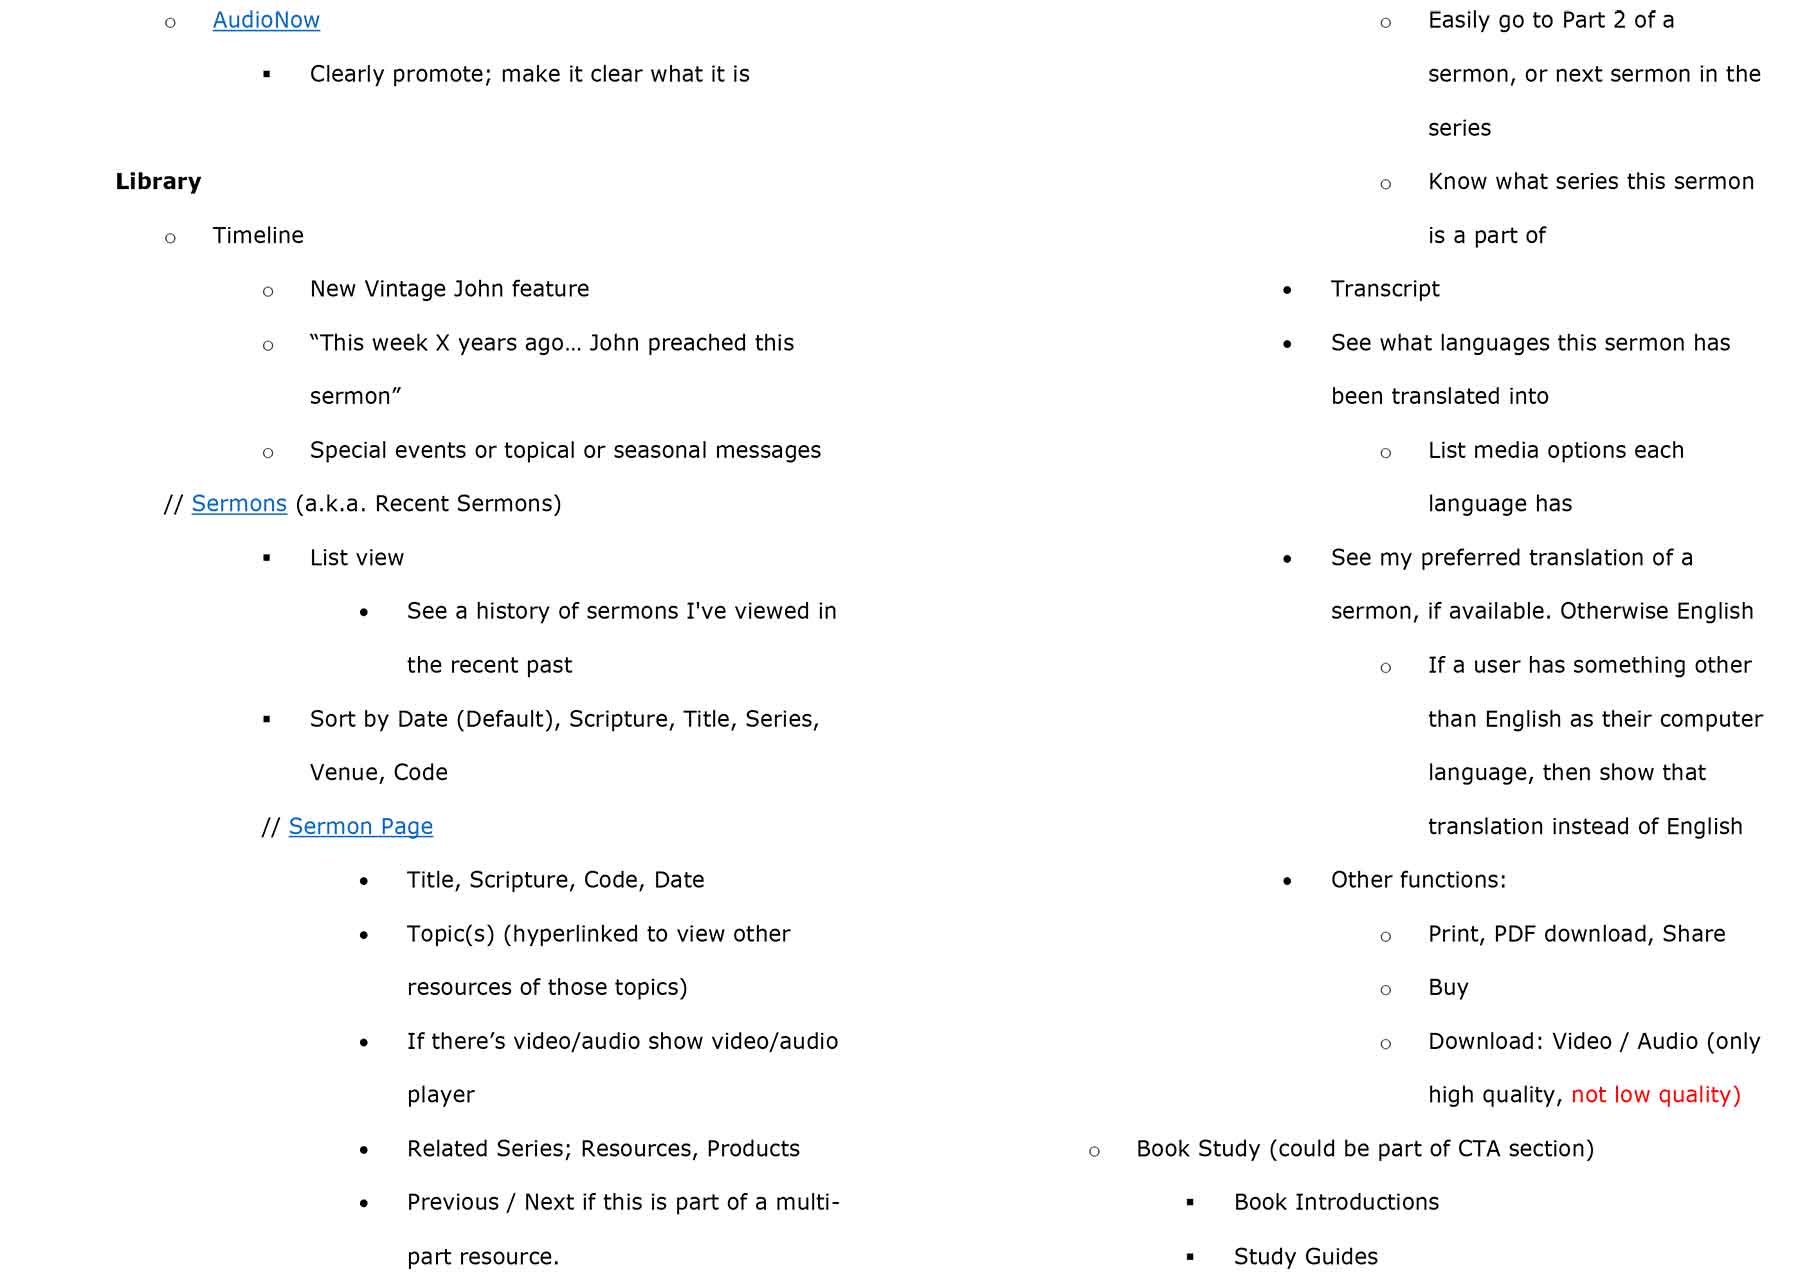 ○ AudioNow
▪ Clearly promote; make it clear what it is
Library
○ Timeline
○ New Vintage John feature
○ “This week X years ago… John preached this
sermon”
○ Special events or topical or seasonal messages
// Sermons (a.k.a. Recent Sermons)
▪ List view
• See a history of sermons I've viewed in
the recent past
▪ Sort by Date (Default), Scripture, Title, Series,
Venue, Code
// Sermon Page
• Title, Scripture, Code, Date
• Topic(s) (hyperlinked to view other
resources of those topics)
• If there’s video/audio show video/audio
player
• Related Series; Resources, Products
• Previous / Next if this is part of a multi-
part resource.
○ Easily go to Part 2 of a
sermon, or next sermon in the
series
○ Know what series this sermon
is a part of
• Transcript
• See what languages this sermon has
been translated into
○ List media options each
language has
• See my preferred translation of a
sermon, if available. Otherwise English
○ If a user has something other
than English as their computer
language, then show that
translation instead of English
• Other functions:
○ Print, PDF download, Share
○ Buy
○ Download: Video / Audio (only
high quality, not low quality)
○ Book Study (could be part of CTA section)
▪ Book Introductions
▪ Study Guides